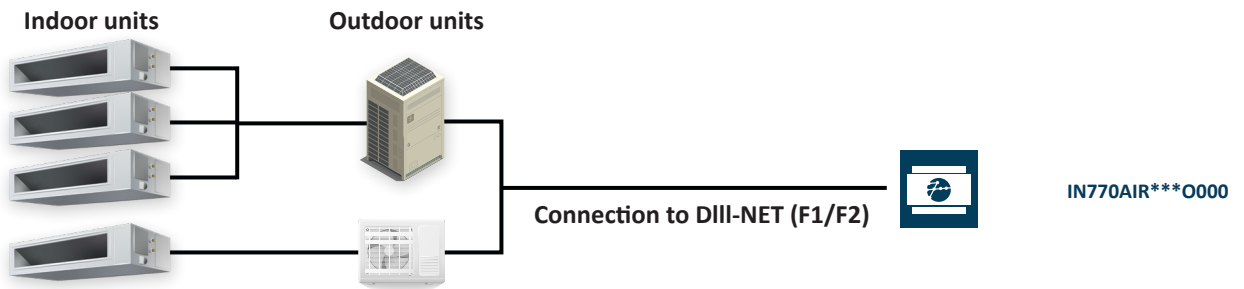 Indoor units
Outdoor units
Connection to DIII-NET (F1/F2)
IN770AIR***O000